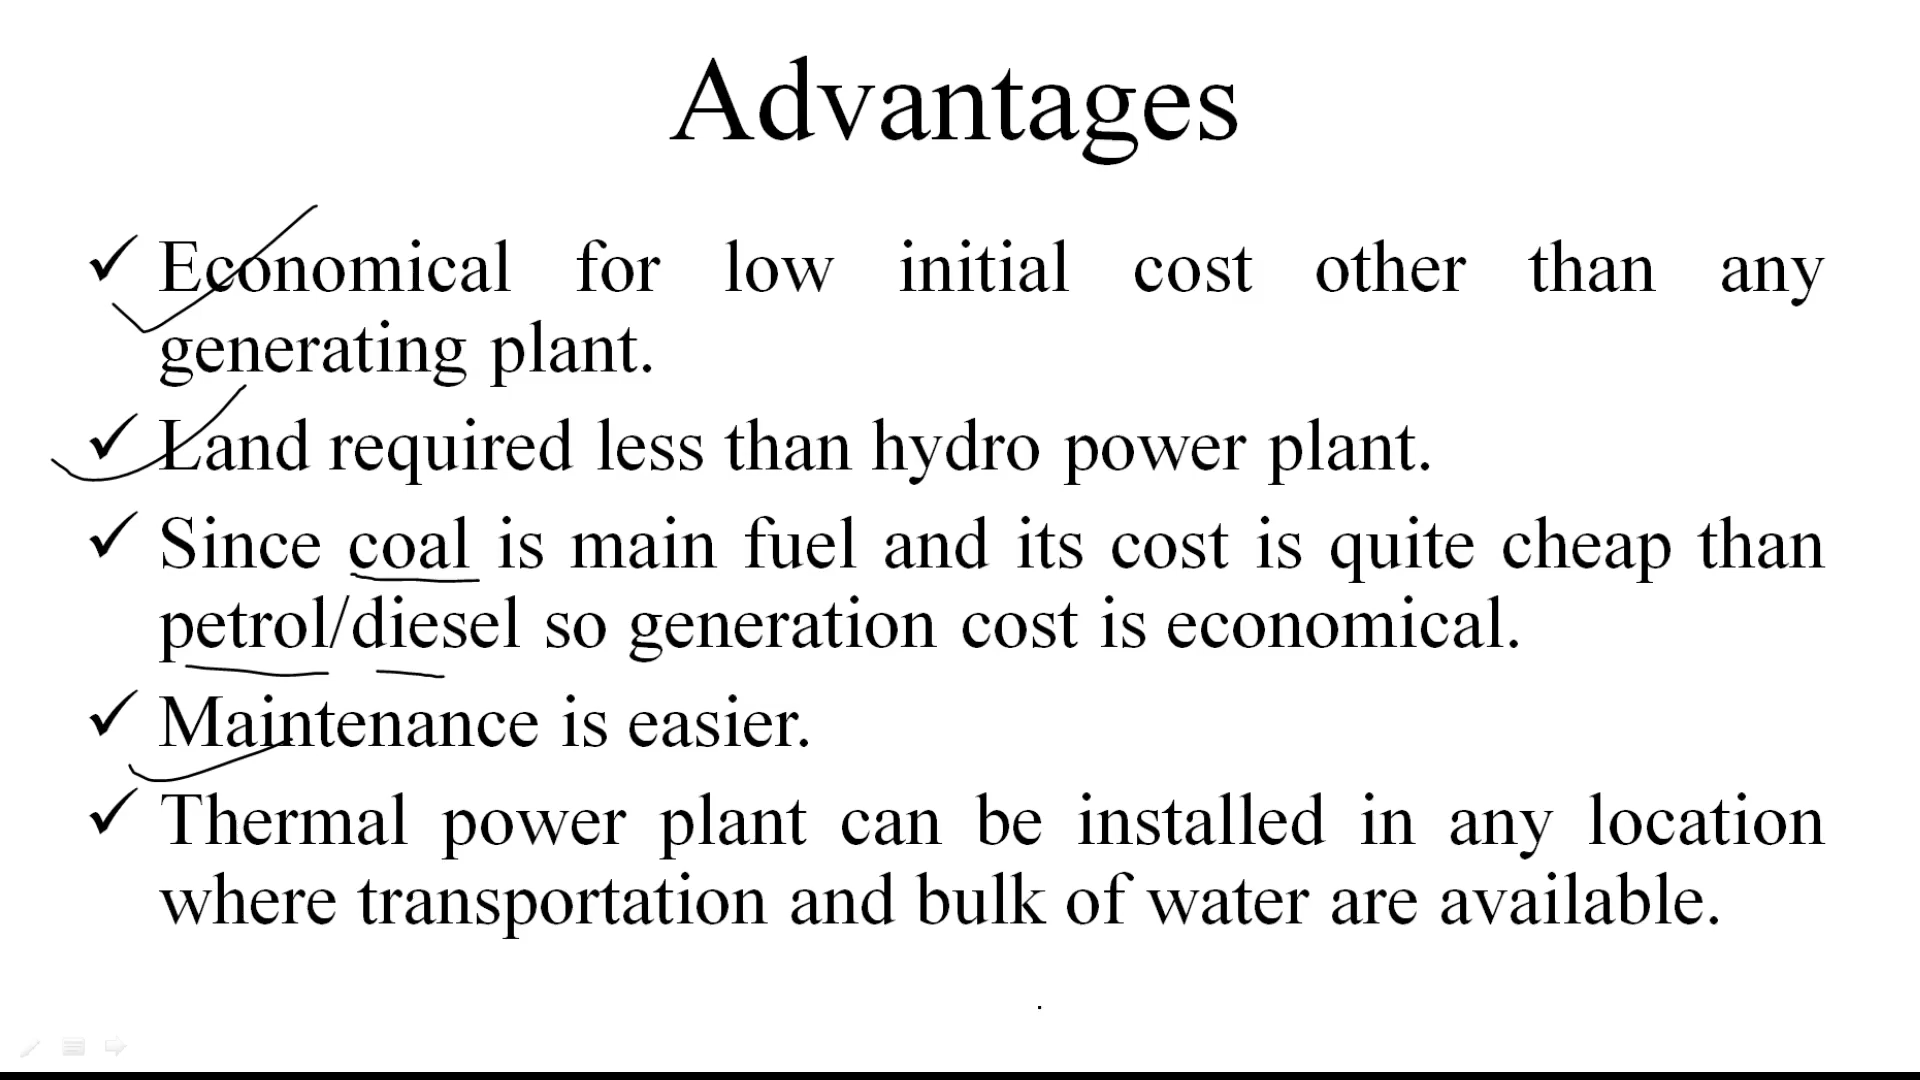 Advantages
✓ Economical for low initial cost other than any
generating plant.
✓ Land required less than hydro power plant.
✓ Since coal is main fuel and its cost is quite cheap than
petrol/diesel so generation cost is economical.
✓ Maintenance is easier.
✓ Thermal power plant can be installed in any location
where transportation and bulk of water are available.